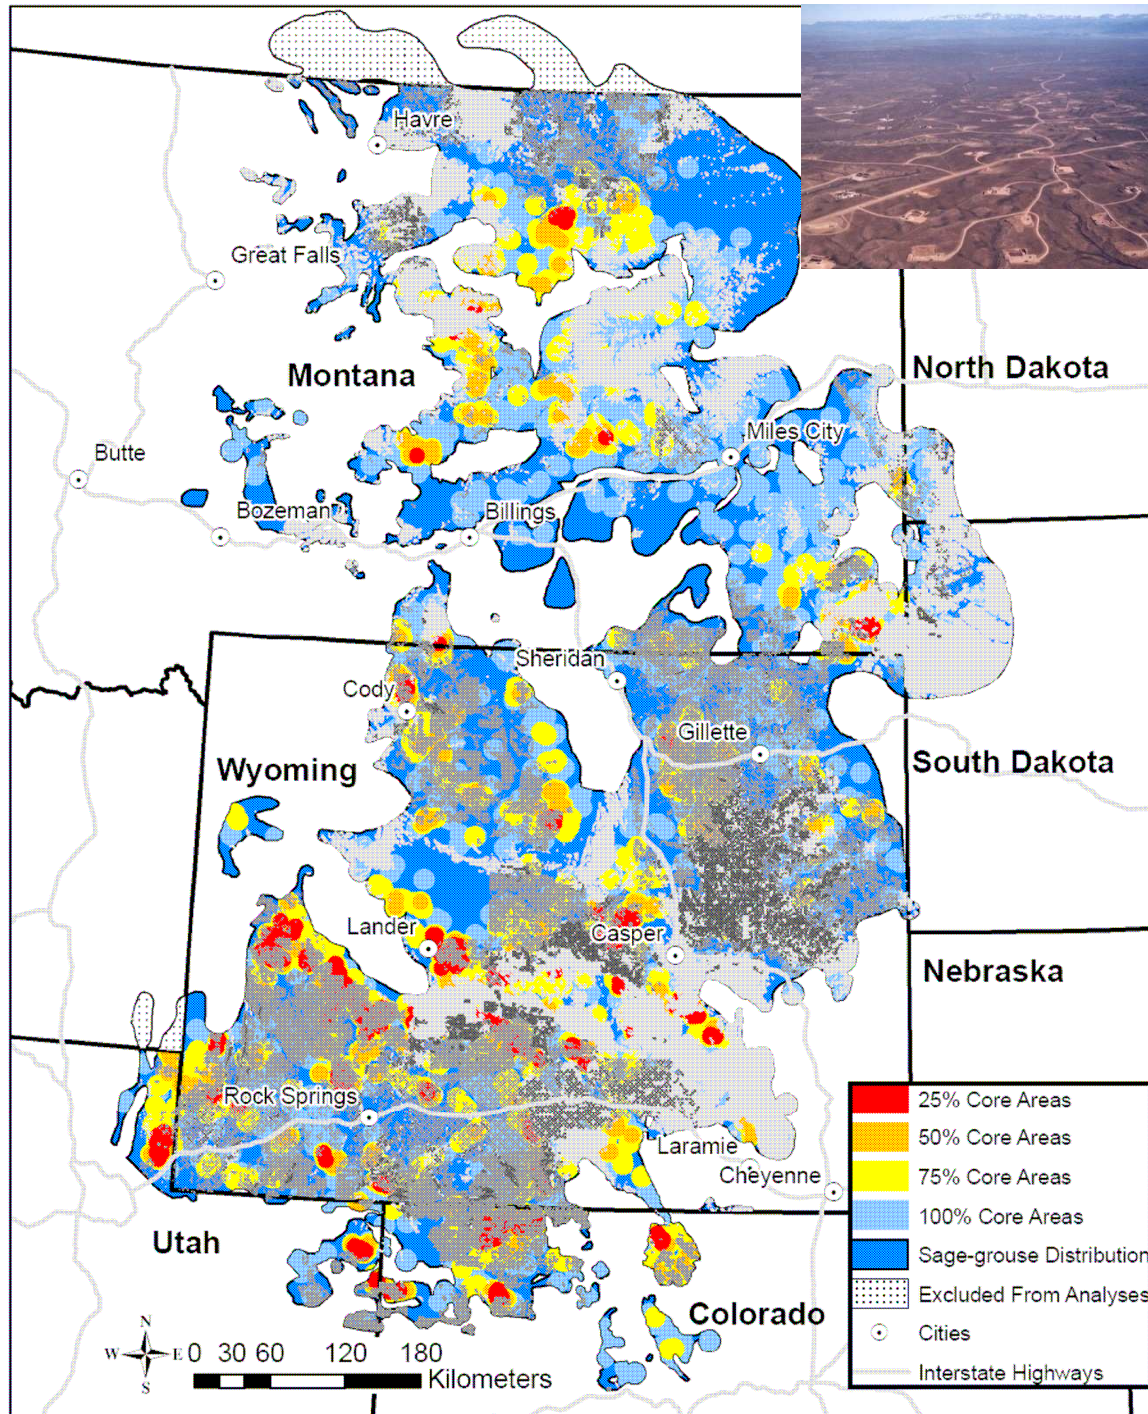 Havre
Great Falls
Montana
North Dakota
Miles City
Butte
Bozeman
Billings
Sheridan
Cody
Gillette
Wyoming
South Dakota
Lander
Casper
Nebraska
Rock Springs
Laramie
Cheyenne
Utah
Colorado
25% Core Areas
50% Core Areas
75% Core Areas
100% Core Areas
Sage-grouse Distribution
Excluded From Analyses
Cities
Interstate Highways
N
W E
S
0 30 60 120 180
Kilometers